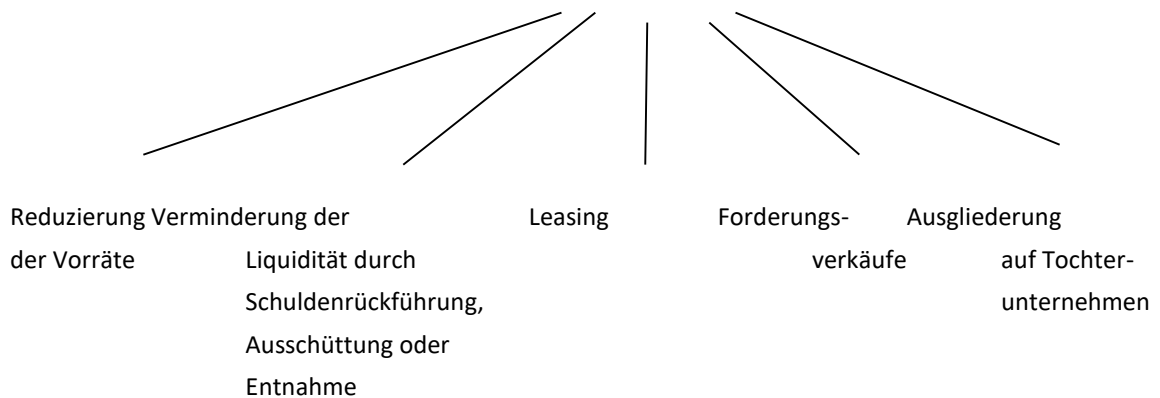 Reduzierung Verminderung der Leasing Forderungs- Ausgliederung
der Vorräte Liquidität durch verkäufe auf Tochter-
Schuldenrückführung, unternehmen
Ausschüttung oder
Entnahme